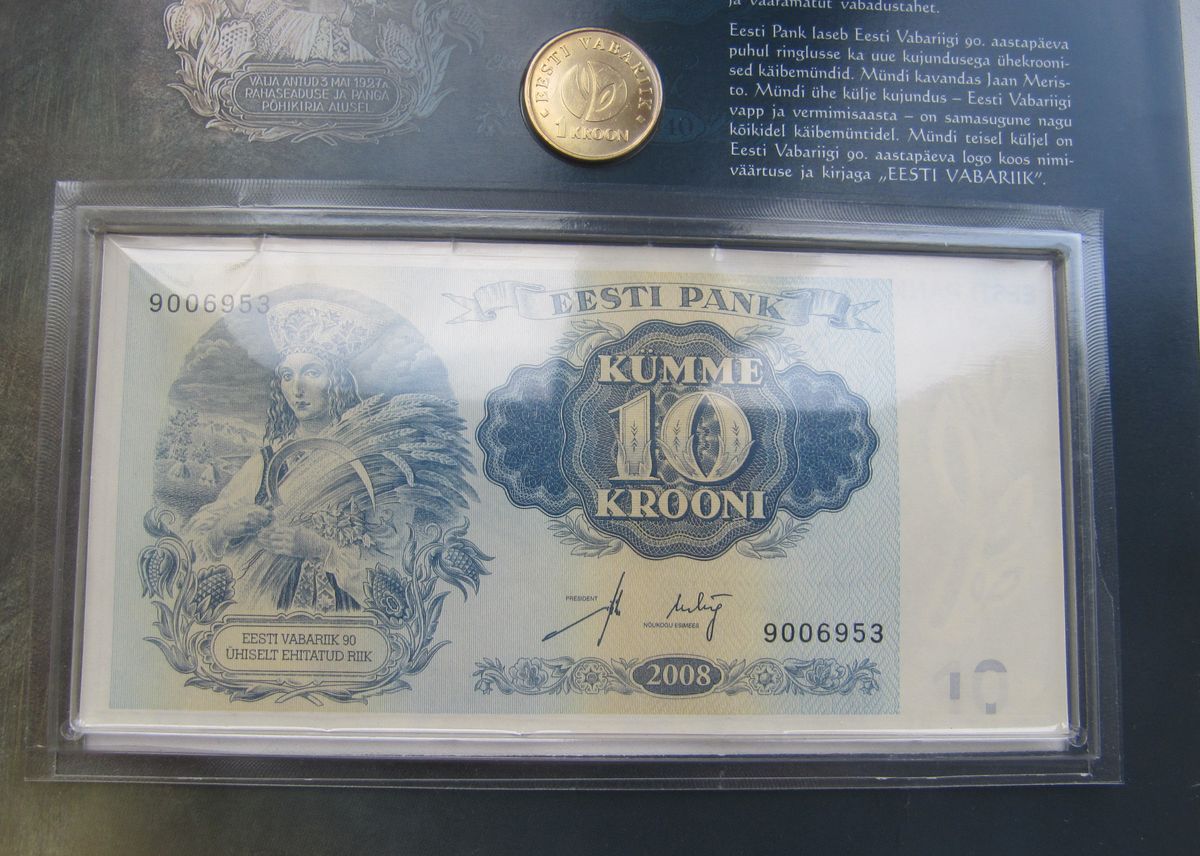 ja vääramatut vabadustahet.
Eesti Pank laseb Eesti Vabariigi 90. aastapäeva
puhul ringlusse ka uue kujundusega ühekrooni-
sed käibemündid. Mündi kavandas Jaan Meris-
to. Mündi ühe külje kujundus – Eesti Vabariigi
vapp ja vermimisaasta – on samasugune nagu
kõikidel käibemüntidel. Mündi teisel küljel on
Eesti Vabariigi 90. aastapäeva logo koos nimi-
väärtuse ja kirjaga „EESTI VABARIIK”.
VÄLJA ANTUD 3 MAI 1927 A.
RAHASEADUSE JA PANGA
PÕHIKIRJA ALUSEL
EESTI VABARIIK
1 KROON
9006953
EESTI PANK
KÜMME
10
KROONI
PRESIDENT
NÕUKOGU ESIMEES
9006953
EESTI VABARIIK 90
ÜHISELT EHITATUD RIIK
2008